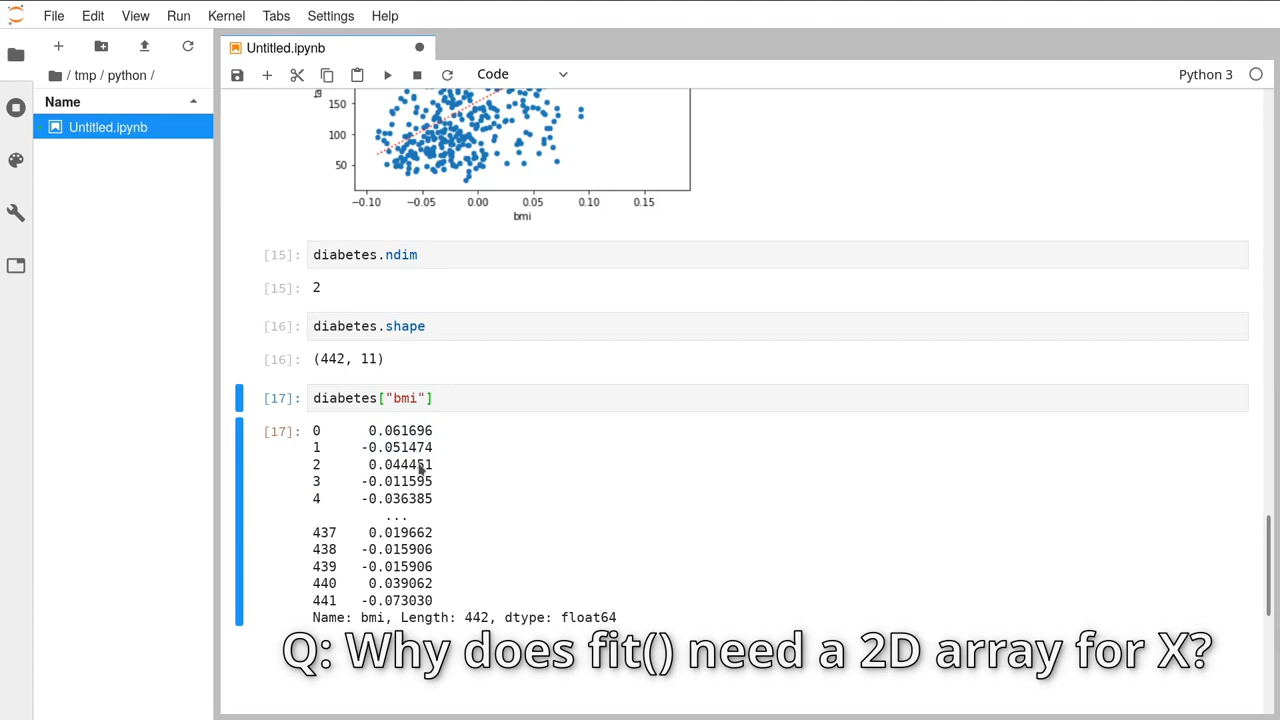 File Edit View Run Kernel Tabs Settings Help
Untitled.ipynb
Code
Python 3
/ tmp / python /
Name
Untitled.ipynb
150
100
50
−0.10 −0.05 0.00 0.05 0.10 0.15
bmi
[15]: diabetes.ndim
[15]: 2
[16]: diabetes.shape
[16]: (442, 11)
[17]: diabetes["bmi"]
[17]: 0 0.061696
1 -0.051474
2 0.044451
3 -0.011595
4 -0.036385
...
437 0.019662
438 -0.015906
439 -0.015906
440 0.039062
441 -0.073030
Name: bmi, Length: 442, dtype: float64
Q: Why does fit() need a 2D array for X?